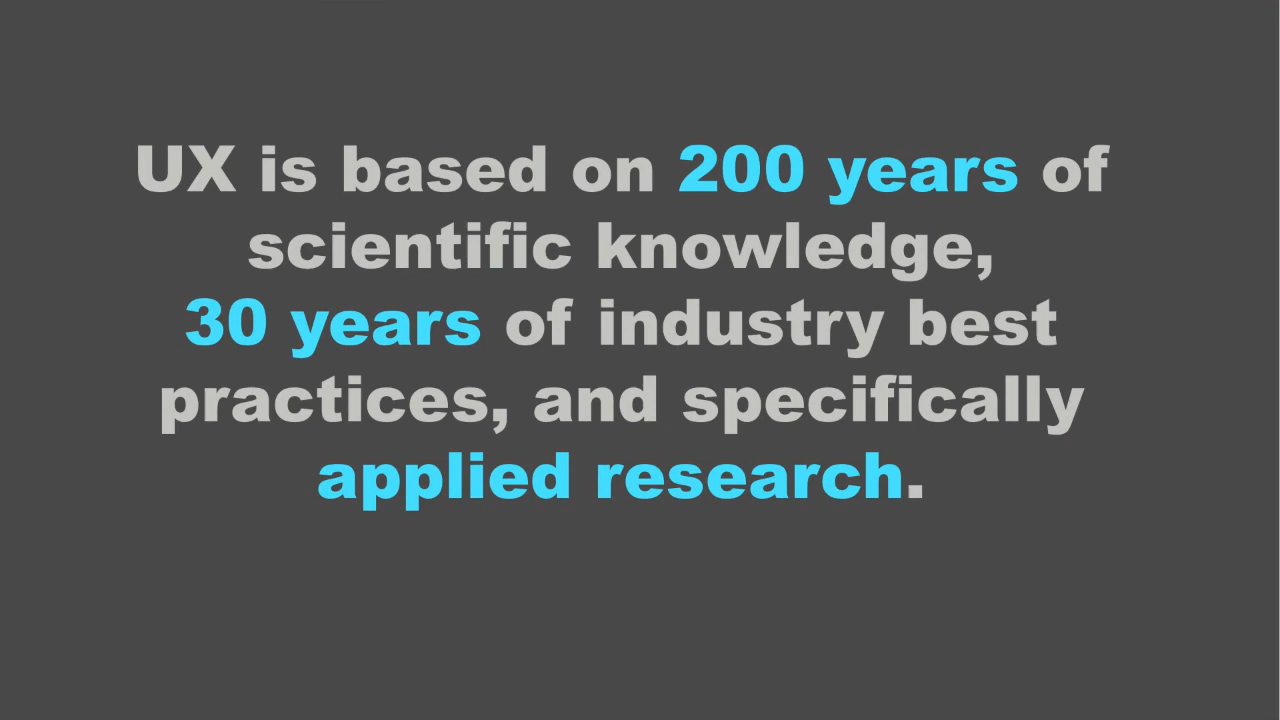 UX is based on 200 years of
scientific knowledge,
30 years of industry best
practices, and specifically
applied research.